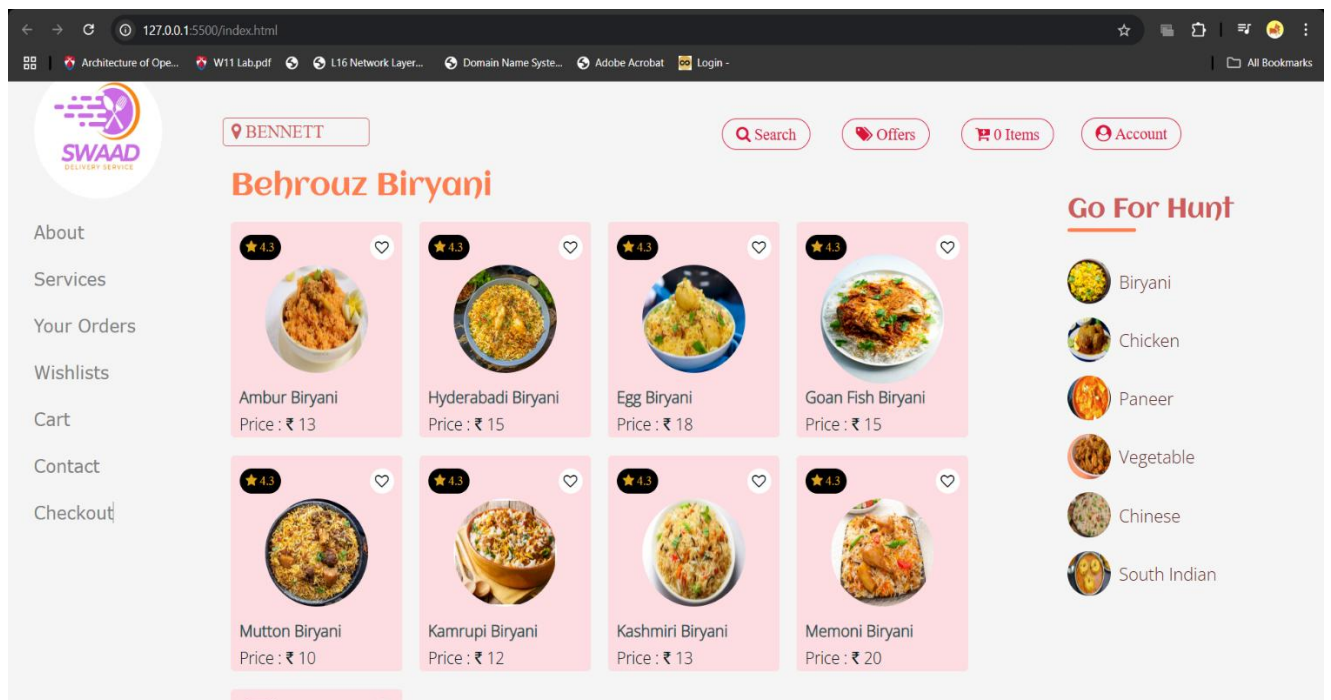 127.0.0.1:5500/index.html
Architecture of Ope...
W11 Lab.pdf
L16 Network Layer...
Domain Name Syste...
Adobe Acrobat
Login -
All Bookmarks
SWAAD
DELIVERY SERVICE
BENNETT
Search
Offers
0 Items
Account
About
Services
Your Orders
Wishlists
Cart
Contact
Checkout
Behrouz Biryani
4.3
Ambur Biryani
Price : ₹ 13
4.3
Hyderabadi Biryani
Price : ₹ 15
4.3
Egg Biryani
Price : ₹ 18
4.3
Goan Fish Biryani
Price : ₹ 15
4.3
Mutton Biryani
Price : ₹ 10
4.3
Kamrupi Biryani
Price : ₹ 12
4.3
Kashmiri Biryani
Price : ₹ 13
4.3
Memoni Biryani
Price : ₹ 20
Go For Hunt
Biryani
Chicken
Paneer
Vegetable
Chinese
South Indian